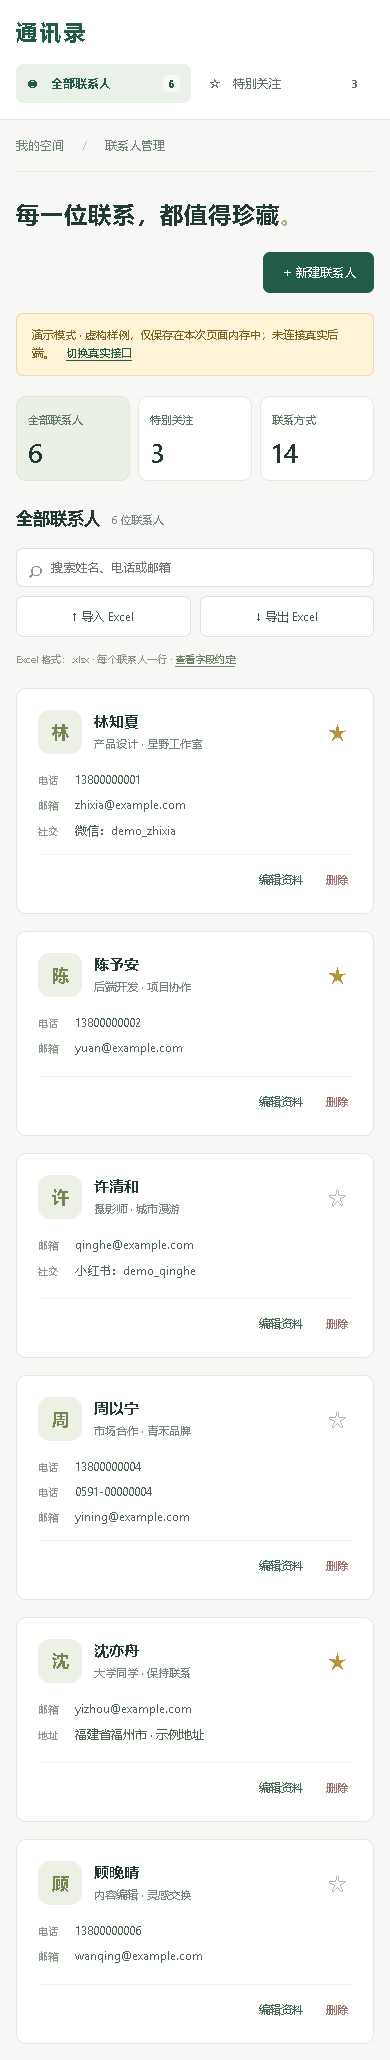 通讯录
全部联系人 6 ☆ 特别关注 3
我的空间 / 联系人管理
每一位联系，都值得珍藏。
+ 新建联系人
演示模式 · 虚构样例，仅保存在本次页面内存中；未连接真实后
端。 切换真实接口
全部联系人 特别关注 联系方式
6 3 14
全部联系人 6 位联系人
搜索姓名、电话或邮箱
↑ 导入 Excel ↓ 导出 Excel
Excel 格式：.xlsx · 每个联系人一行 · 查看字段约定
林 林知夏 ★
产品设计 · 星野工作室
电话 13800000001
邮箱 zhixia@example.com
社交 微信：demo_zhixia
编辑资料 删除
陈 陈予安 ★
后端开发 · 项目协作
电话 13800000002
邮箱 yuan@example.com
编辑资料 删除
许 许清和 ☆
摄影师 · 城市漫游
邮箱 qinghe@example.com
社交 小红书：demo_qinghe
编辑资料 删除
周 周以宁 ☆
市场合作 · 青禾品牌
电话 13800000004
电话 0591-00000004
邮箱 yining@example.com
编辑资料 删除
沈 沈亦舟 ★
大学同学 · 保持联系
邮箱 yizhou@example.com
地址 福建省福州市 · 示例地址
编辑资料 删除
顾 顾晚晴 ☆
内容编辑 · 灵感交换
电话 13800000006
邮箱 wanqing@example.com
编辑资料 删除